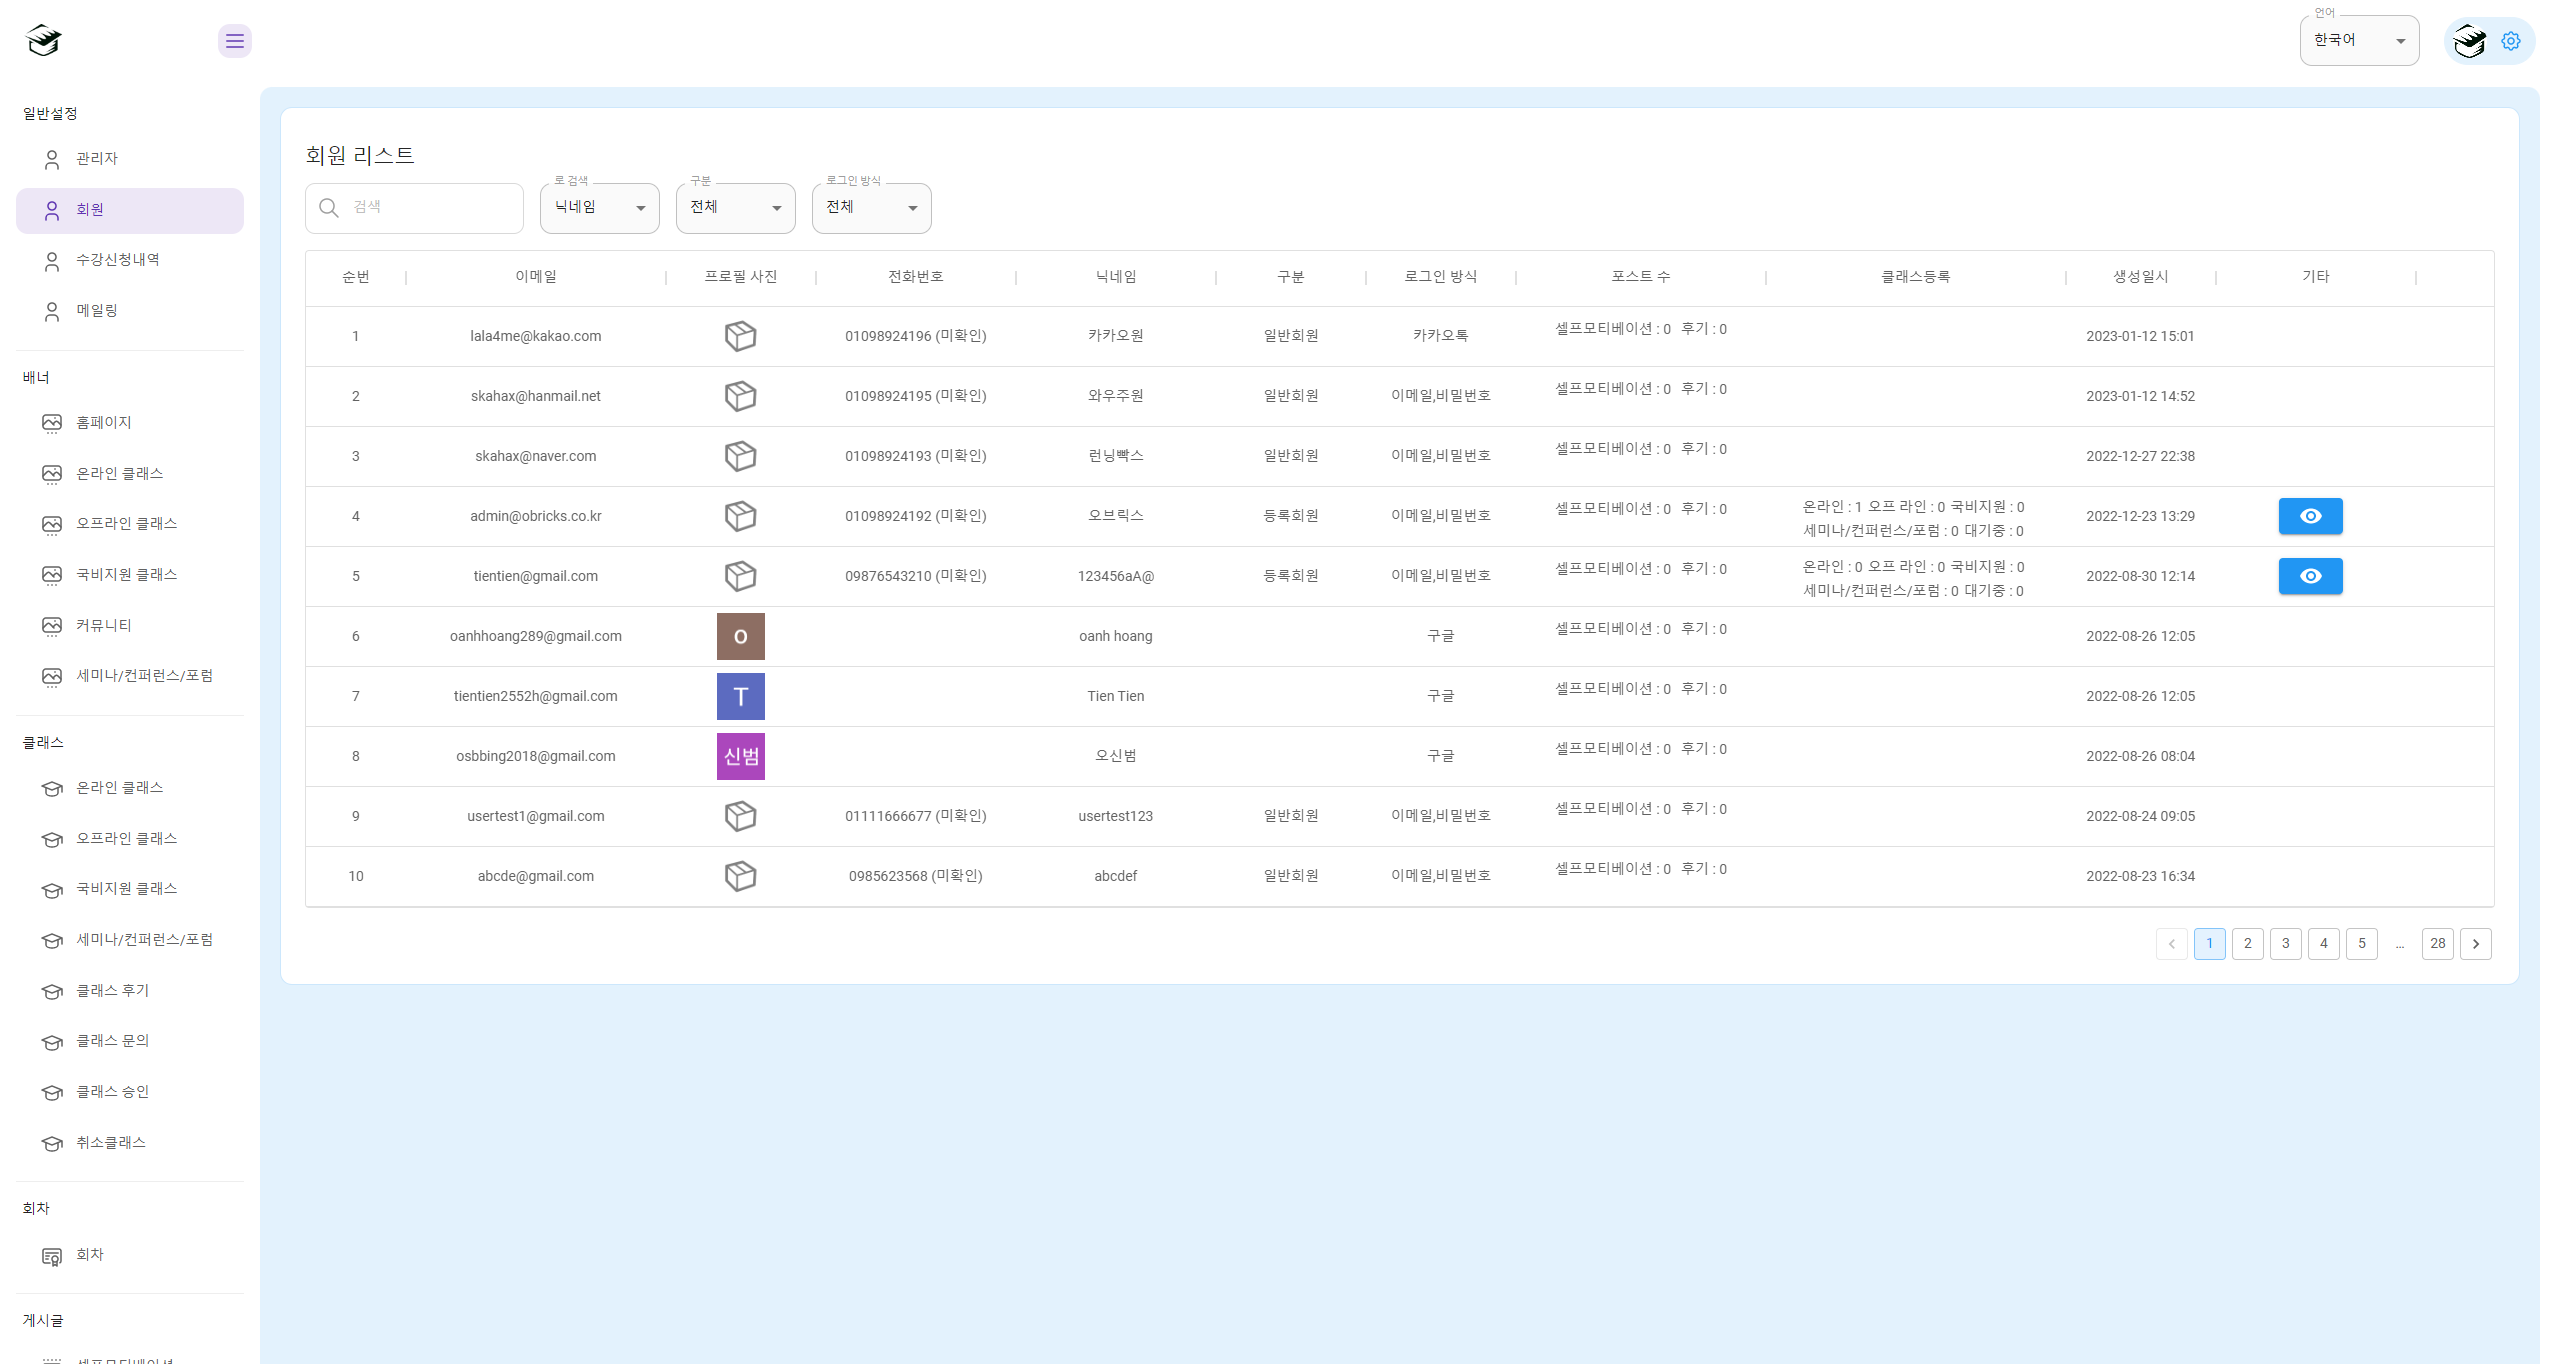 언어
한국어
일반설정
관리자
회원
수강신청내역
메일링
배너
홈페이지
온라인 클래스
오프라인 클래스
국비지원 클래스
커뮤니티
세미나/컨퍼런스/포럼
클래스
온라인 클래스
오프라인 클래스
국비지원 클래스
세미나/컨퍼런스/포럼
클래스 후기
클래스 문의
클래스 승인
취소클래스
회차
회차
게시글
셀프모티베이션
회원 리스트
검색
로 검색
닉네임
구분
전체
로그인 방식
전체
순번 이메일 프로필 사진 전화번호 닉네임 구분 로그인 방식 포스트 수 클래스등록 생성일시 기타
1 lala4me@kakao.com 01098924196 (미확인) 카카오원 일반회원 카카오톡 셀프모티베이션 : 0 후기 : 0 2023-01-12 15:01
2 skahax@hanmail.net 01098924195 (미확인) 와우주원 일반회원 이메일,비밀번호 셀프모티베이션 : 0 후기 : 0 2023-01-12 14:52
3 skahax@naver.com 01098924193 (미확인) 런닝빡스 일반회원 이메일,비밀번호 셀프모티베이션 : 0 후기 : 0 2022-12-27 22:38
4 admin@obricks.co.kr 01098924192 (미확인) 오브릭스 등록회원 이메일,비밀번호 셀프모티베이션 : 0 후기 : 0 온라인 : 1 오프 라인 : 0 국비지원 : 0 2022-12-23 13:29
세미나/컨퍼런스/포럼 : 0 대기중 : 0
5 tientien@gmail.com 09876543210 (미확인) 123456aA@ 등록회원 이메일,비밀번호 셀프모티베이션 : 0 후기 : 0 온라인 : 0 오프 라인 : 0 국비지원 : 0 2022-08-30 12:14
세미나/컨퍼런스/포럼 : 0 대기중 : 0
6 oanhhoang289@gmail.com o oanh hoang 구글 셀프모티베이션 : 0 후기 : 0 2022-08-26 12:05
7 tientien2552h@gmail.com T Tien Tien 구글 셀프모티베이션 : 0 후기 : 0 2022-08-26 12:05
8 osbbing2018@gmail.com 신범 오신범 구글 셀프모티베이션 : 0 후기 : 0 2022-08-26 08:04
9 usertest1@gmail.com 01111666677 (미확인) usertest123 일반회원 이메일,비밀번호 셀프모티베이션 : 0 후기 : 0 2022-08-24 09:05
10 abcde@gmail.com 0985623568 (미확인) abcdef 일반회원 이메일,비밀번호 셀프모티베이션 : 0 후기 : 0 2022-08-23 16:34
1 2 3 4 5 ... 28